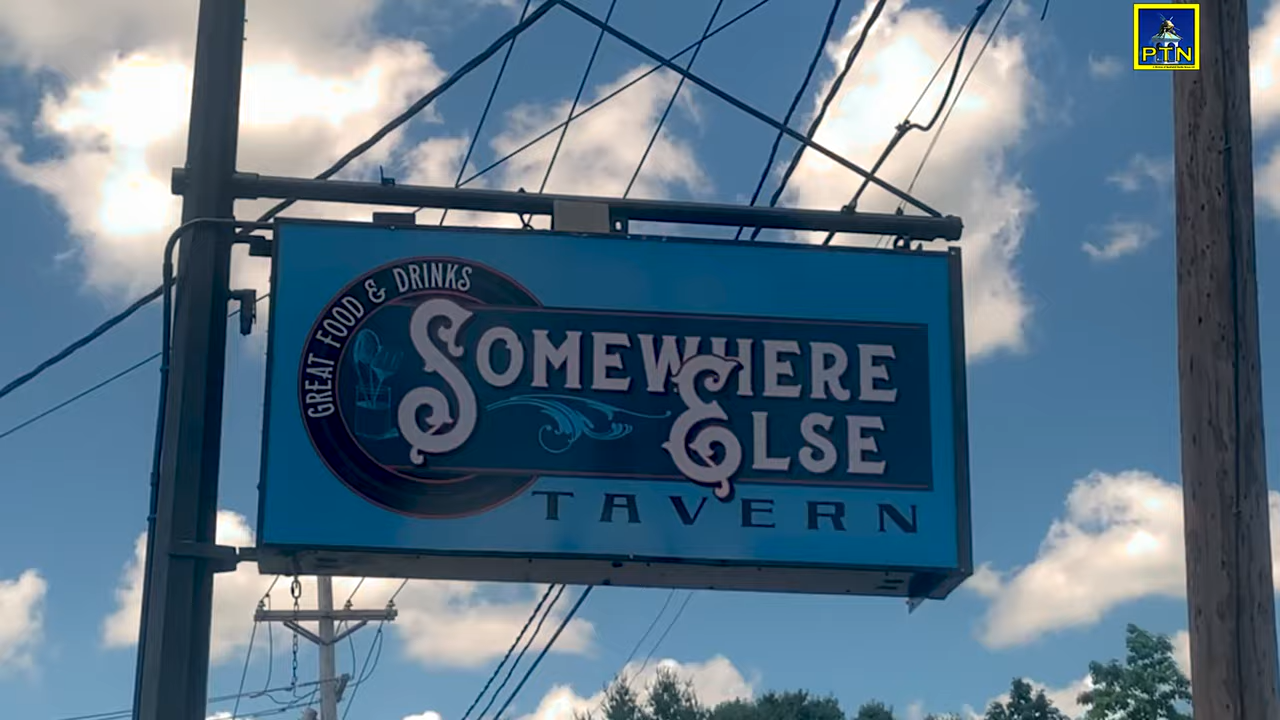 PTN
GREAT FOOD & DRINKS
SOMEWHERE
ELSE
TAVERN